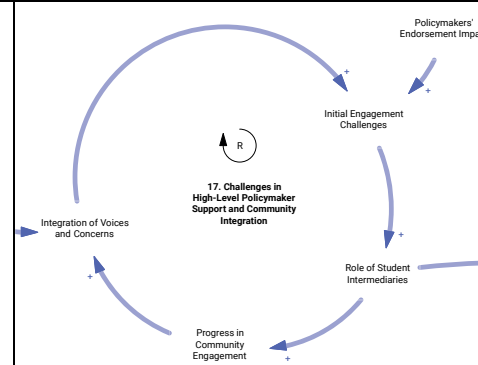 Policymakers'
Endorsement Impa
+
+
Initial Engagement
Challenges
R
17. Challenges in
High-Level Policymaker
Support and Community
Integration
Integration of Voices
and Concerns
+
Role of Student
Intermediaries
+
Progress in
Community
Engagement
+